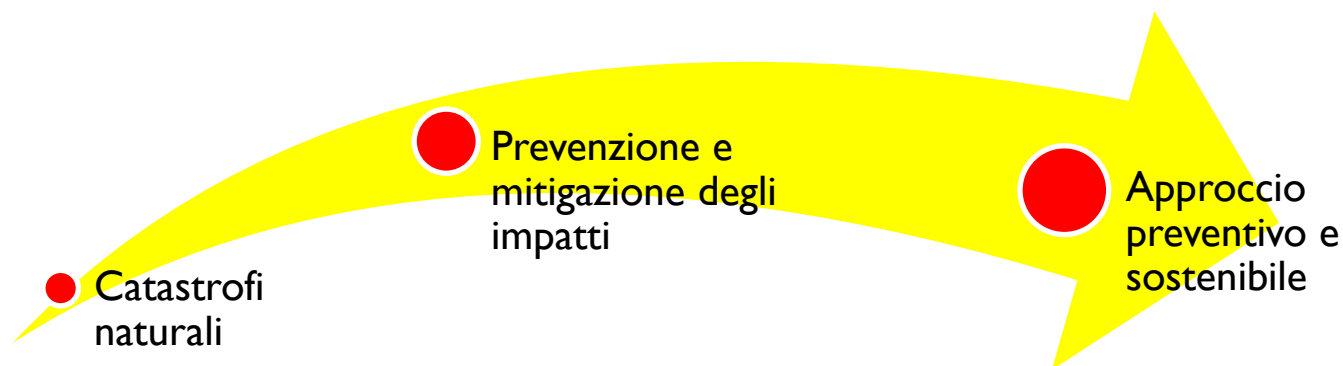 Catastrofi
naturali
Prevenzione e
mitigazione degli
impatti
Approccio
preventivo e
sostenibile